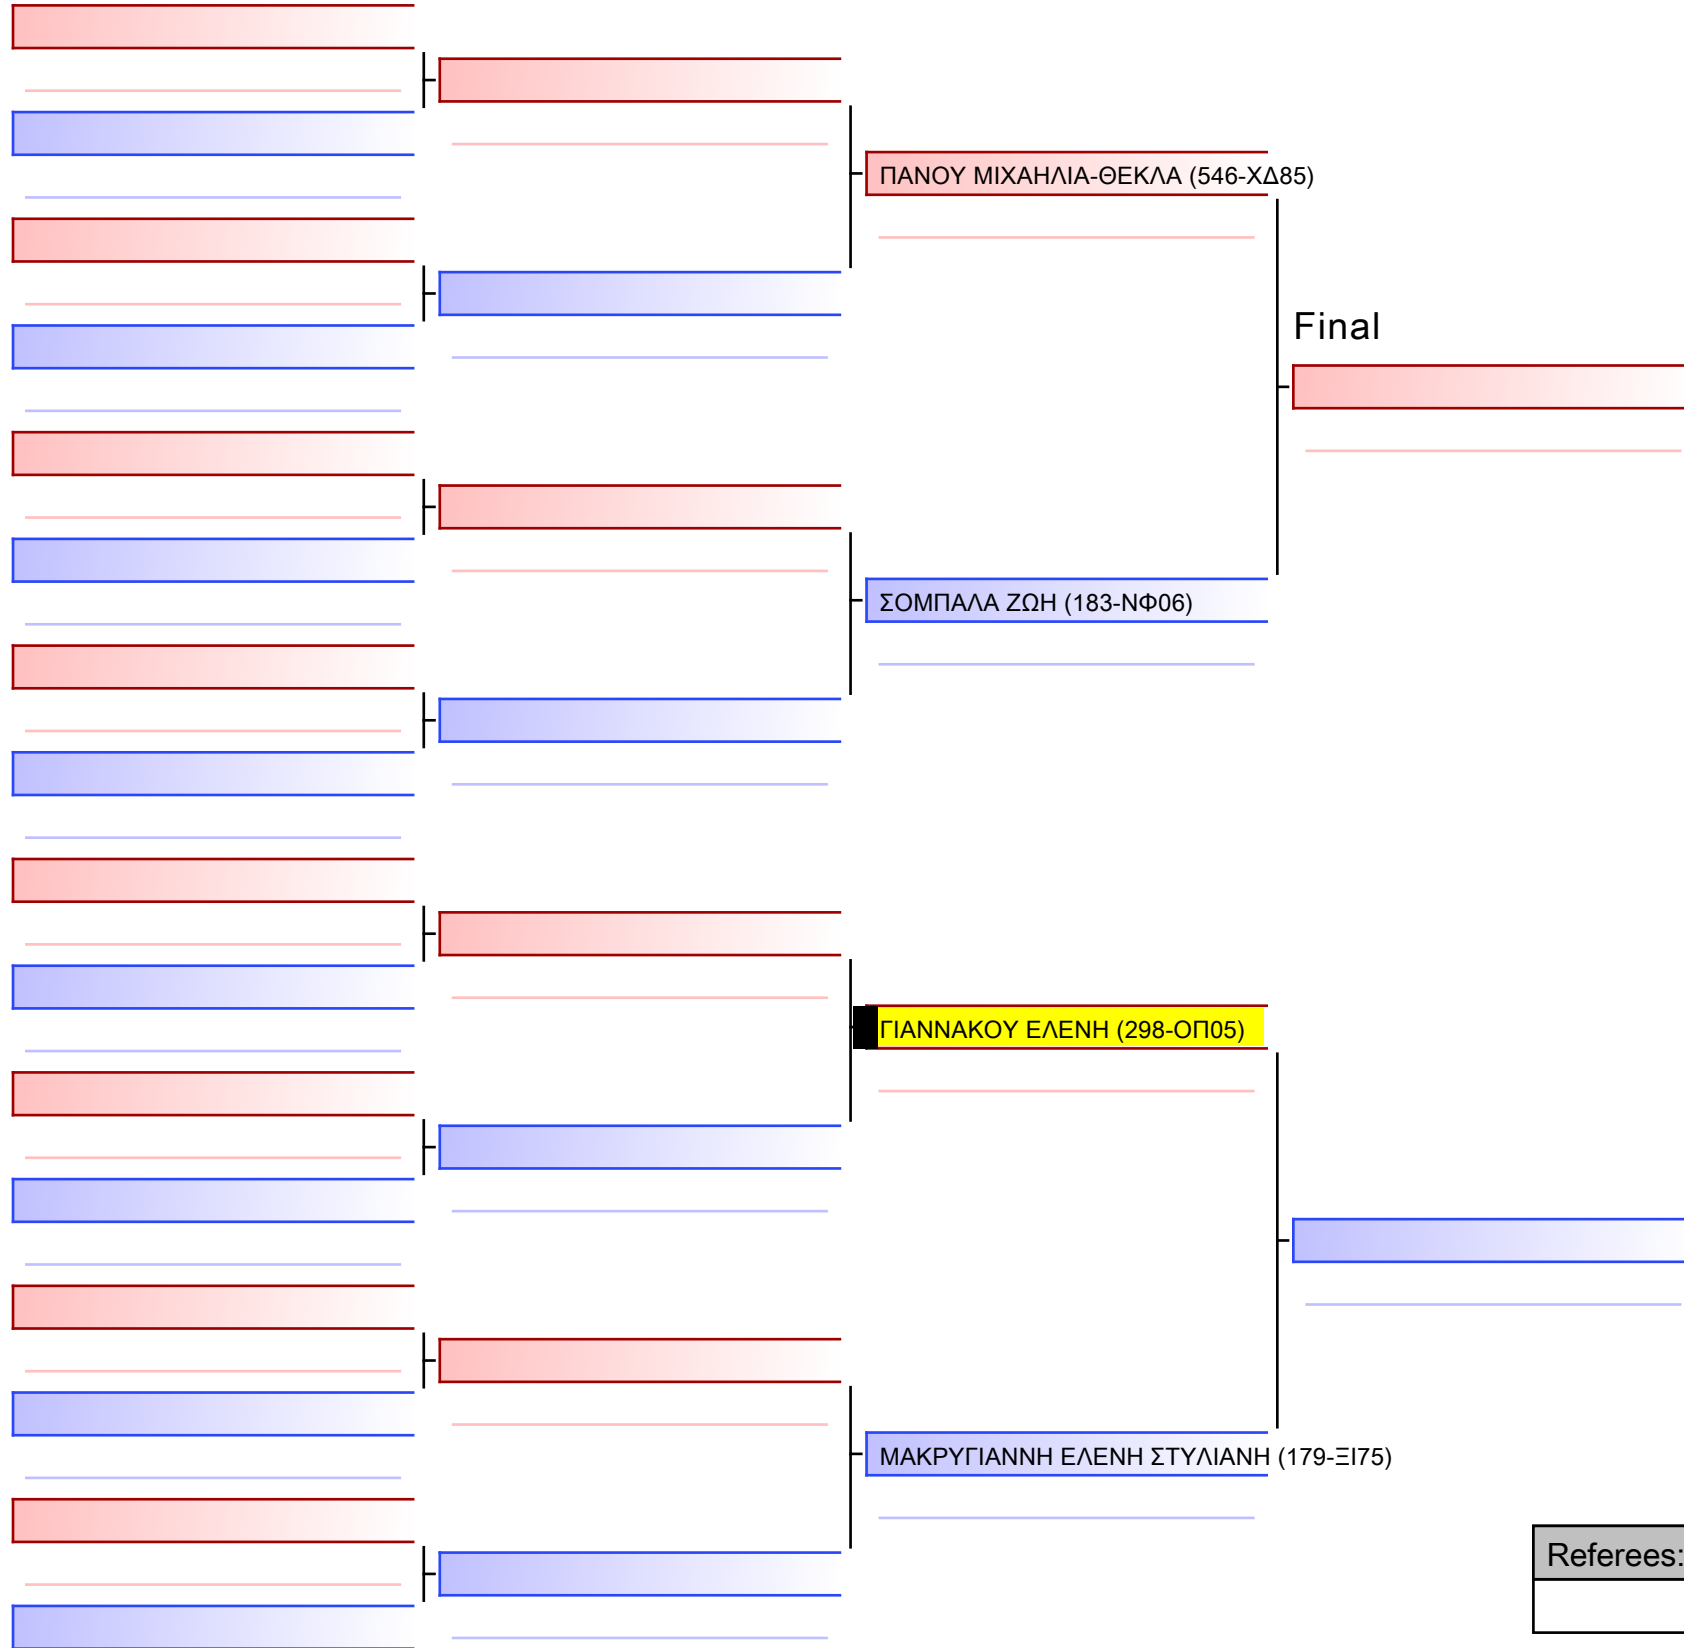 ΠΑΝΟΥ ΜΙΧΑΗΛΙΑ-ΘΕΚΛΑ (546-ΧΔ85)
Final
ΣΟΜΠΑΛΑ ΖΩΗ (183-ΝΦ06)
ΓΙΑΝΝΑΚΟΥ ΕΛΕΝΗ (298-ΟΠ05)
ΜΑΚΡΥΓΙΑΝΝΗ ΕΛΕΝΗ ΣΤΥΛΙΑΝΗ (179-ΞΙ75)
Referees: